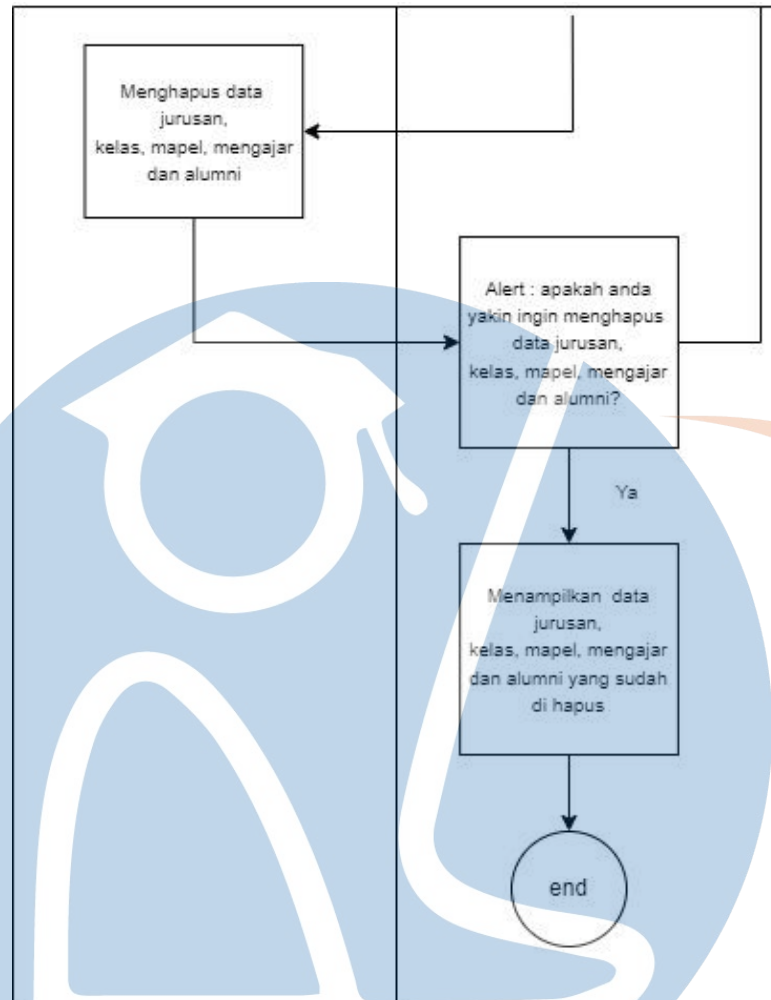 Menghapus data
jurusan,
kelas, mapel, mengajar
dan alumni
Alert : apakah anda
yakin ingin menghapus
data jurusan,
kelas, mapel, mengajar
dan alumni?
Ya
Menampilkan data
jurusan,
kelas, mapel, mengajar
dan alumni yang sudah
di hapus
end